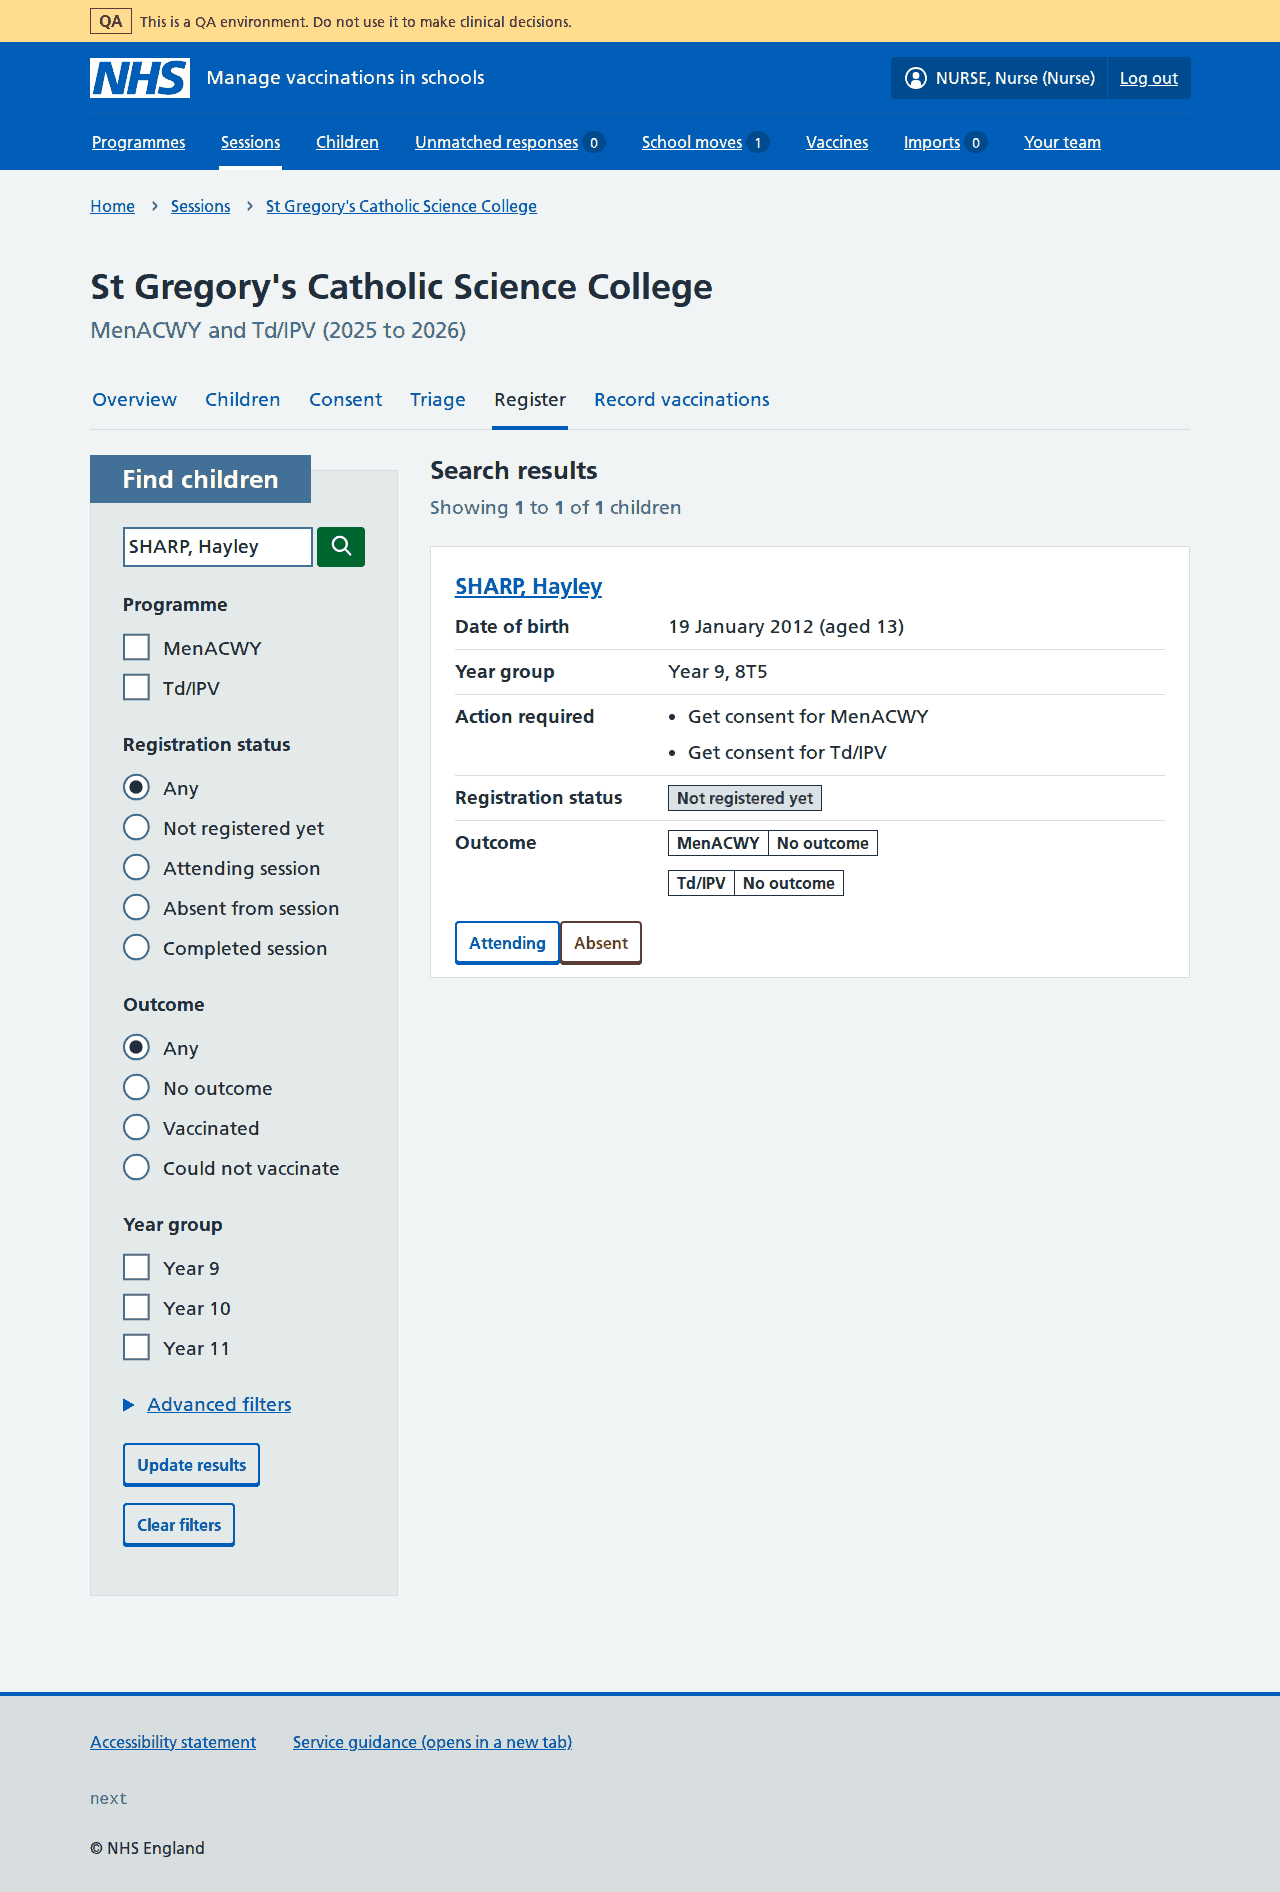 QA This is a QA environment. Do not use it to make clinical decisions.
NHS Manage vaccinations in schools
NURSE, Nurse (Nurse) Log out
Programmes Sessions Children Unmatched responses 0 School moves 1 Vaccines Imports 0 Your team
Home Sessions St Gregory's Catholic Science College
St Gregory's Catholic Science College
MenACWY and Td/IPV (2025 to 2026)
Overview Children Consent Triage Register Record vaccinations
Find children
SHARP, Hayley
Programme
MenACWY
Td/IPV
Registration status
Any
Not registered yet
Attending session
Absent from session
Completed session
Outcome
Any
No outcome
Vaccinated
Could not vaccinate
Year group
Year 9
Year 10
Year 11
Advanced filters
Update results
Clear filters
Search results
Showing 1 to 1 of 1 children
SHARP, Hayley
Date of birth 19 January 2012 (aged 13)
Year group Year 9, 8T5
Action required • Get consent for MenACWY
• Get consent for Td/IPV
Registration status Not registered yet
Outcome MenACWY No outcome
Td/IPV No outcome
Attending Absent
Accessibility statement Service guidance (opens in a new tab)
next
© NHS England